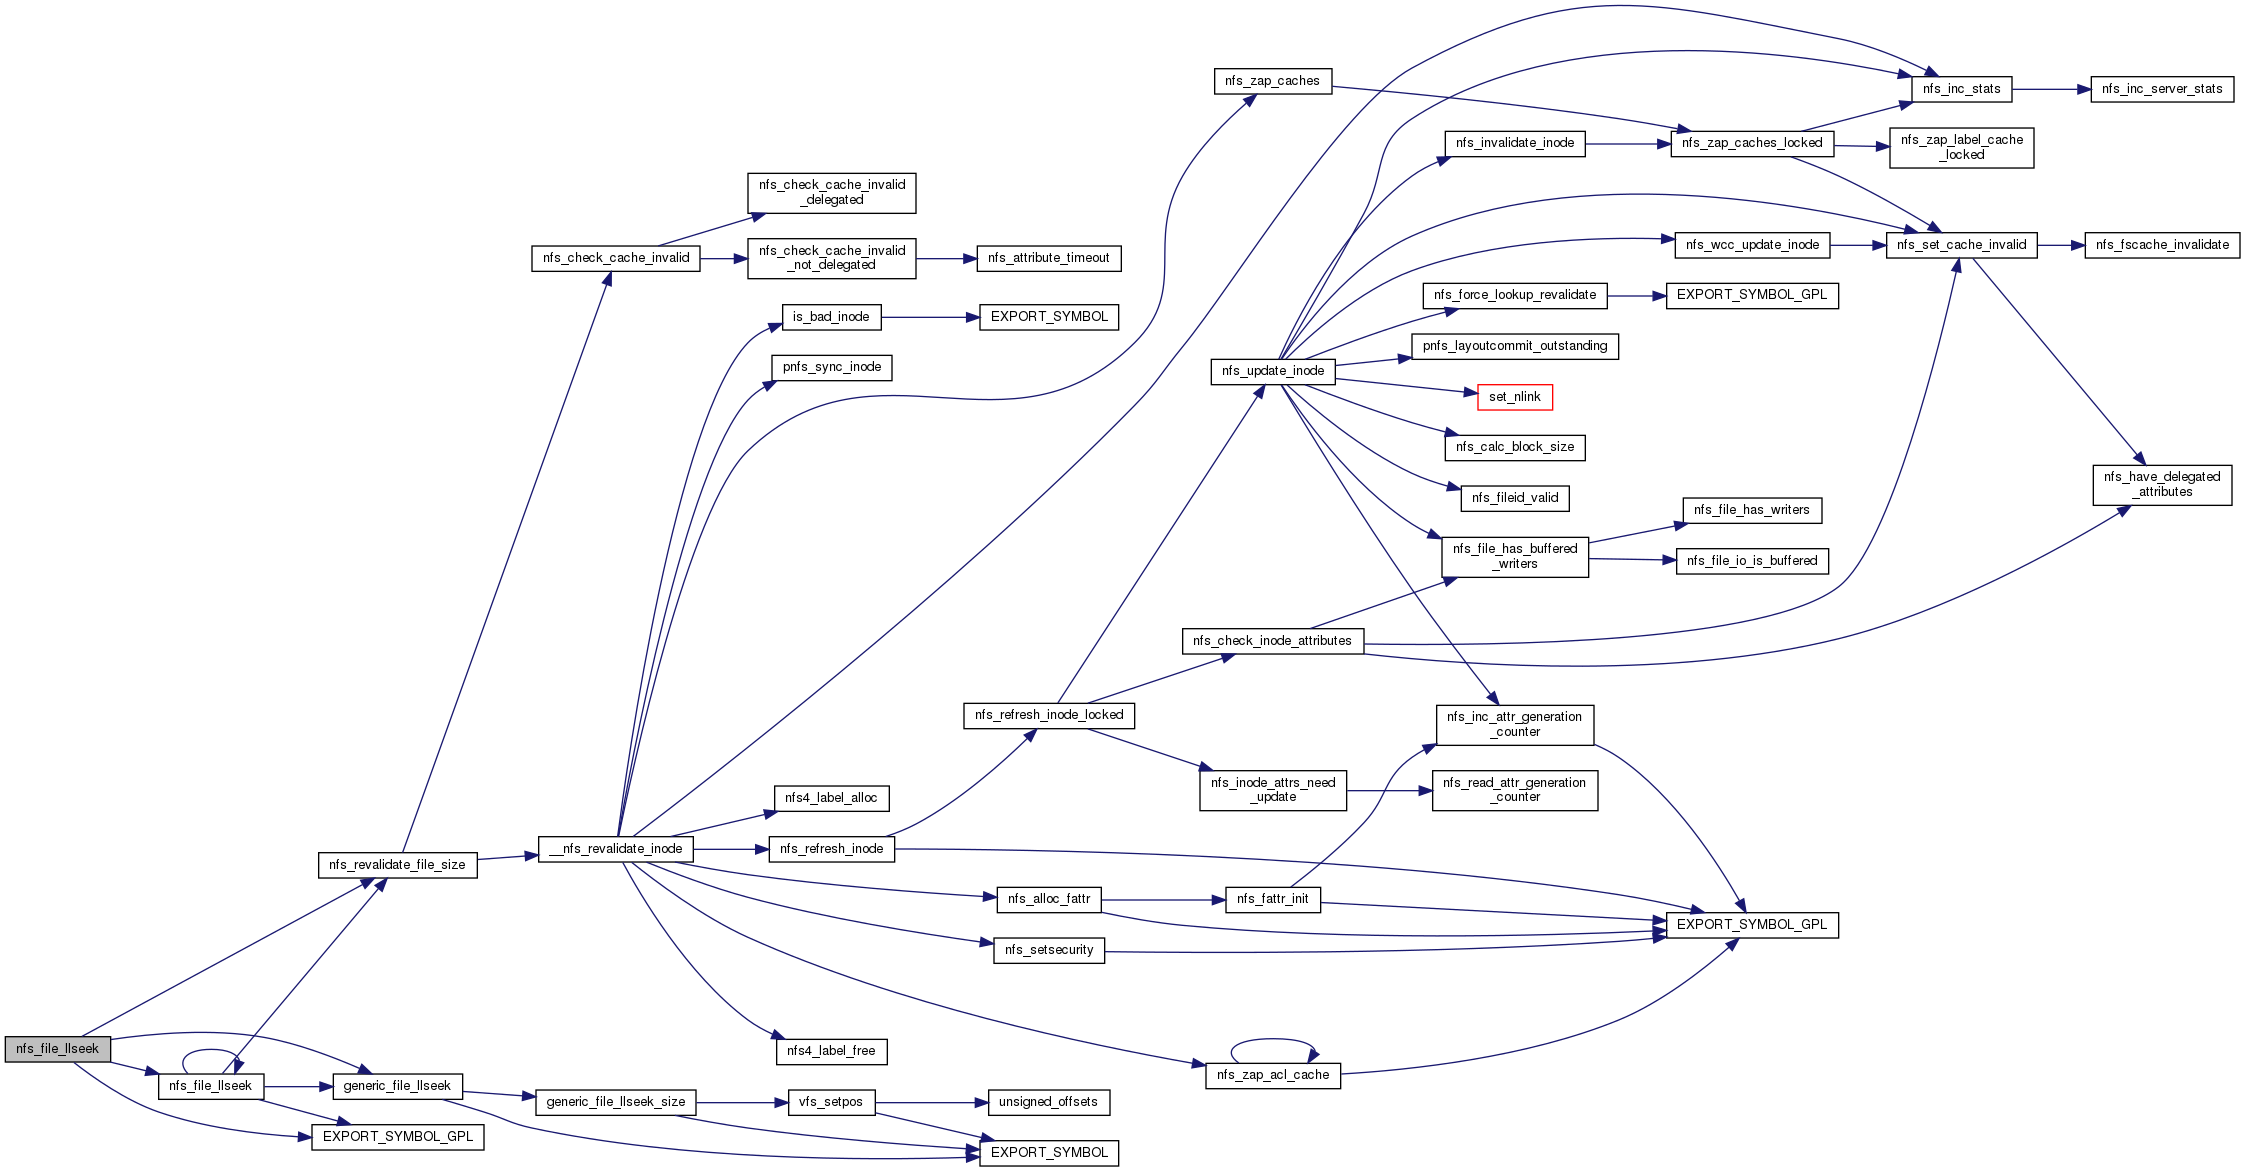 nfs_file_llseek
nfs_file_llseek
nfs_revalidate_file_size
generic_file_llseek
EXPORT_SYMBOL_GPL
nfs_check_cache_invalid
__nfs_revalidate_inode
generic_file_llseek_size
nfs_check_cache_invalid
_delegated
nfs_check_cache_invalid
_not_delegated
is_bad_inode
pnfs_sync_inode
nfs4_label_alloc
nfs_refresh_inode
nfs4_label_free
vfs_setpos
nfs_attribute_timeout
EXPORT_SYMBOL
nfs_refresh_inode_locked
nfs_alloc_fattr
nfs_setsecurity
unsigned_offsets
EXPORT_SYMBOL
nfs_zap_caches
nfs_update_inode
nfs_check_inode_attributes
nfs_inode_attrs_need
_update
nfs_fattr_init
nfs_zap_acl_cache
nfs_invalidate_inode
nfs_force_lookup_revalidate
pnfs_layoutcommit_outstanding
set_nlink
nfs_calc_block_size
nfs_fileid_valid
nfs_file_has_buffered
_writers
nfs_inc_attr_generation
_counter
nfs_read_attr_generation
_counter
nfs_zap_caches_locked
nfs_wcc_update_inode
EXPORT_SYMBOL_GPL
nfs_file_has_writers
nfs_file_io_is_buffered
EXPORT_SYMBOL_GPL
nfs_inc_stats
nfs_zap_label_cache
_locked
nfs_set_cache_invalid
nfs_inc_server_stats
nfs_fscache_invalidate
nfs_have_delegated
_attributes